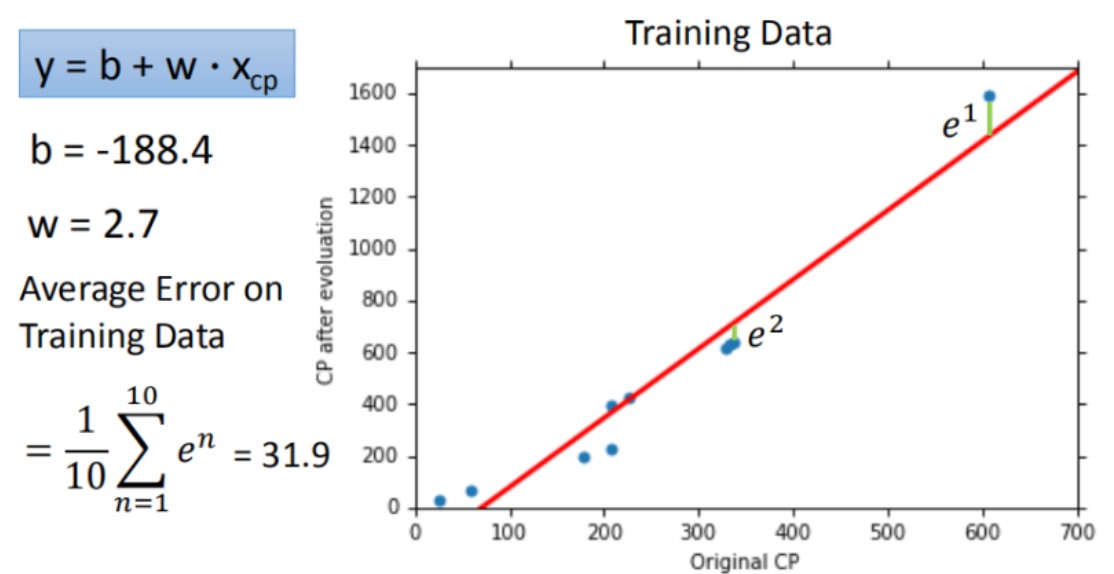 y = b + w · x_cp
b = -188.4
w = 2.7
Average Error on
Training Data
= 1/10 ∑_{n=1}^{10} e^n = 31.9
Training Data
CP after evoluation
1600
1400
1200
1000
800
600
400
200
0
e^1
e^2
0 100 200 300 400 500 600 700
Original CP